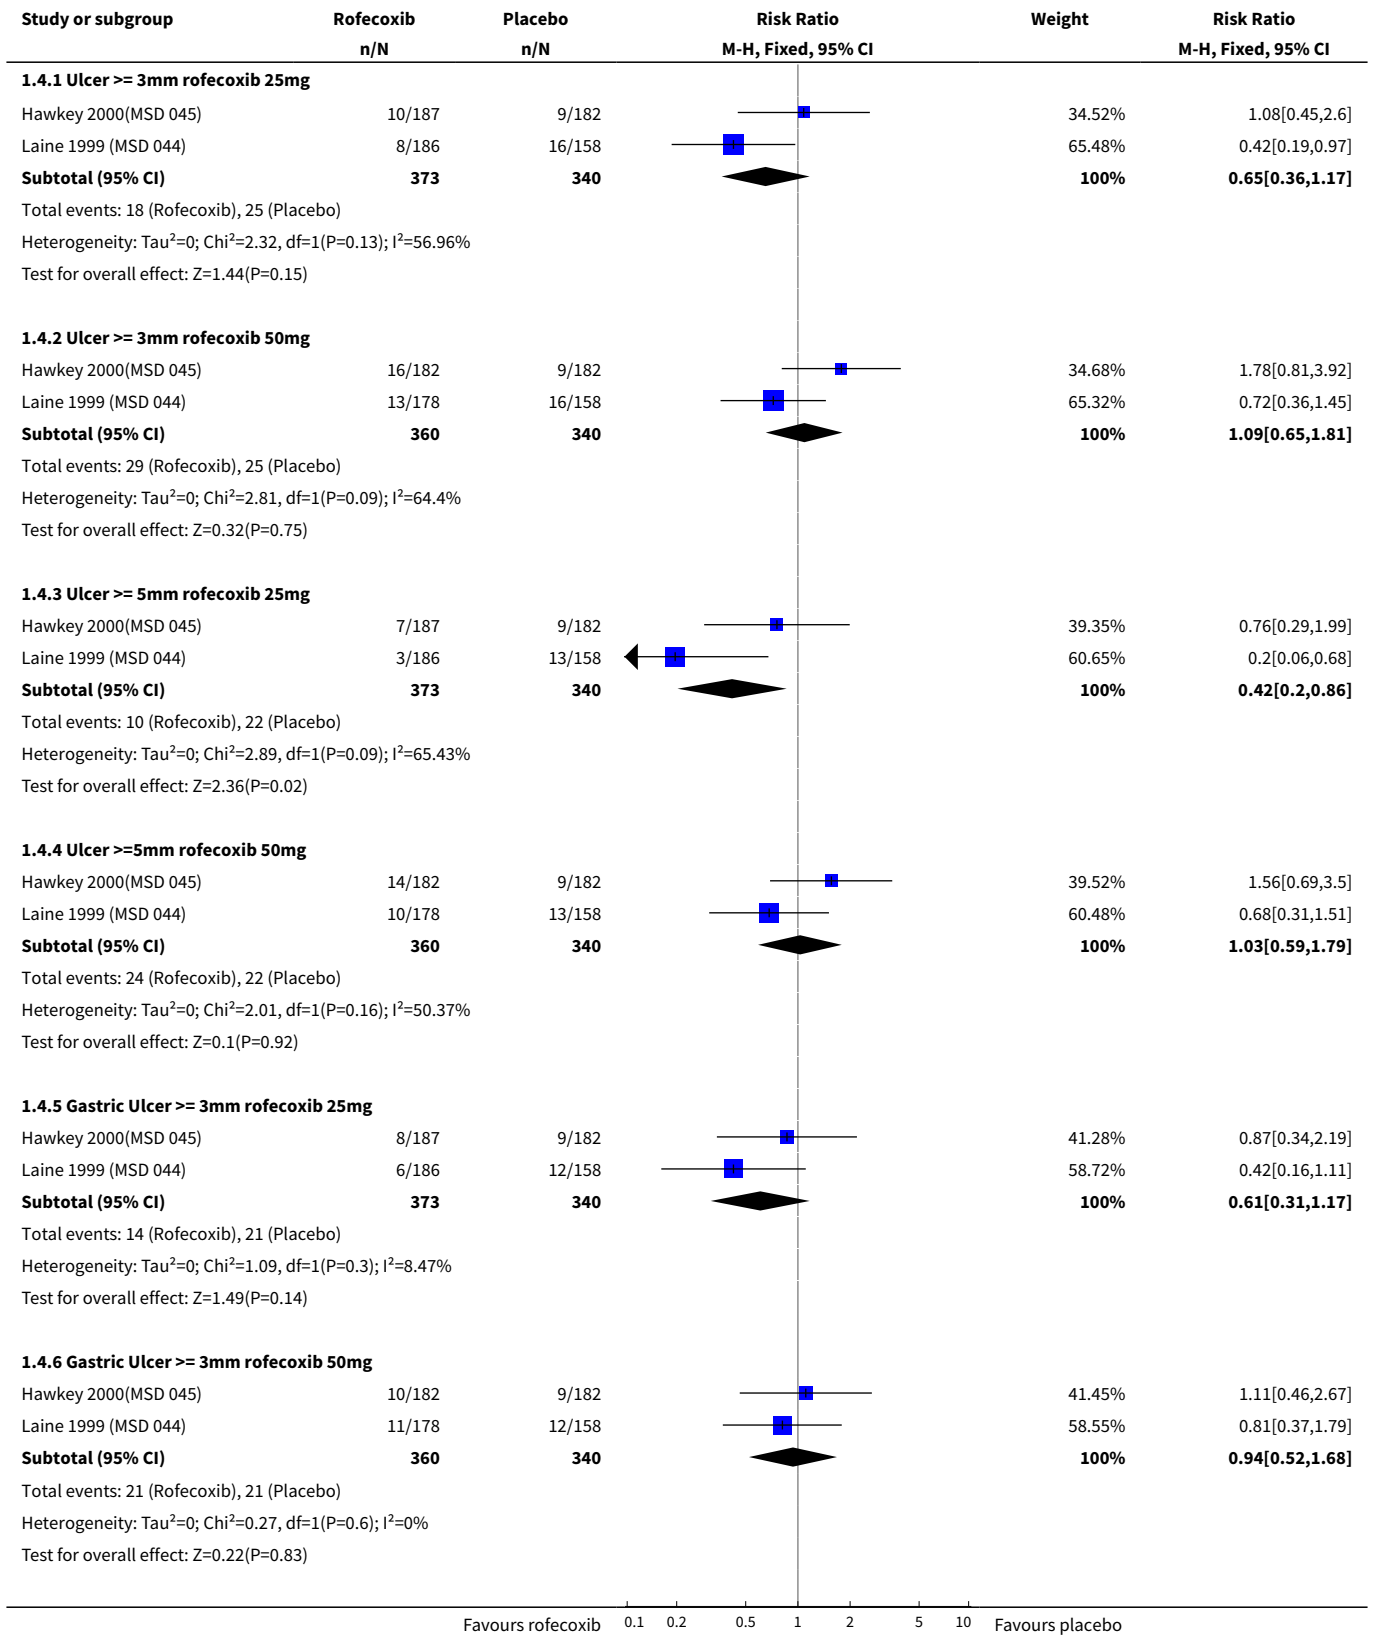 Study or subgroup Rofecoxib Placebo Risk Ratio Weight Risk Ratio
n/N n/N M-H, Fixed, 95% CI M-H, Fixed, 95% CI
1.4.1 Ulcer >= 3mm rofecoxib 25mg
Hawkey 2000(MSD 045) 10/187 9/182 34.52% 1.08[0.45,2.6]
Laine 1999 (MSD 044) 8/186 16/158 65.48% 0.42[0.19,0.97]
Subtotal (95% CI) 373 340 100% 0.65[0.36,1.17]
Total events: 18 (Rofecoxib), 25 (Placebo)
Heterogeneity: Tau²=0; Chi²=2.32, df=1(P=0.13); I²=56.96%
Test for overall effect: Z=1.44(P=0.15)
1.4.2 Ulcer >= 3mm rofecoxib 50mg
Hawkey 2000(MSD 045) 16/182 9/182 34.68% 1.78[0.81,3.92]
Laine 1999 (MSD 044) 13/178 16/158 65.32% 0.72[0.36,1.45]
Subtotal (95% CI) 360 340 100% 1.09[0.65,1.81]
Total events: 29 (Rofecoxib), 25 (Placebo)
Heterogeneity: Tau²=0; Chi²=2.81, df=1(P=0.09); I²=64.4%
Test for overall effect: Z=0.32(P=0.75)
1.4.3 Ulcer >= 5mm rofecoxib 25mg
Hawkey 2000(MSD 045) 7/187 9/182 39.35% 0.76[0.29,1.99]
Laine 1999 (MSD 044) 3/186 13/158 60.65% 0.2[0.06,0.68]
Subtotal (95% CI) 373 340 100% 0.42[0.2,0.86]
Total events: 10 (Rofecoxib), 22 (Placebo)
Heterogeneity: Tau²=0; Chi²=2.89, df=1(P=0.09); I²=65.43%
Test for overall effect: Z=2.36(P=0.02)
1.4.4 Ulcer >=5mm rofecoxib 50mg
Hawkey 2000(MSD 045) 14/182 9/182 39.52% 1.56[0.69,3.5]
Laine 1999 (MSD 044) 10/178 13/158 60.48% 0.68[0.31,1.51]
Subtotal (95% CI) 360 340 100% 1.03[0.59,1.79]
Total events: 24 (Rofecoxib), 22 (Placebo)
Heterogeneity: Tau²=0; Chi²=2.01, df=1(P=0.16); I²=50.37%
Test for overall effect: Z=0.1(P=0.92)
1.4.5 Gastric Ulcer >= 3mm rofecoxib 25mg
Hawkey 2000(MSD 045) 8/187 9/182 41.28% 0.87[0.34,2.19]
Laine 1999 (MSD 044) 6/186 12/158 58.72% 0.42[0.16,1.11]
Subtotal (95% CI) 373 340 100% 0.61[0.31,1.17]
Total events: 14 (Rofecoxib), 21 (Placebo)
Heterogeneity: Tau²=0; Chi²=1.09, df=1(P=0.3); I²=8.47%
Test for overall effect: Z=1.49(P=0.14)
1.4.6 Gastric Ulcer >= 3mm rofecoxib 50mg
Hawkey 2000(MSD 045) 10/182 9/182 41.45% 1.11[0.46,2.67]
Laine 1999 (MSD 044) 11/178 12/158 58.55% 0.81[0.37,1.79]
Subtotal (95% CI) 360 340 100% 0.94[0.52,1.68]
Total events: 21 (Rofecoxib), 21 (Placebo)
Heterogeneity: Tau²=0; Chi²=0.27, df=1(P=0.6); I²=0%
Test for overall effect: Z=0.22(P=0.83)
Favours rofecoxib 0.1 0.2 0.5 1 2 5 10 Favours placebo